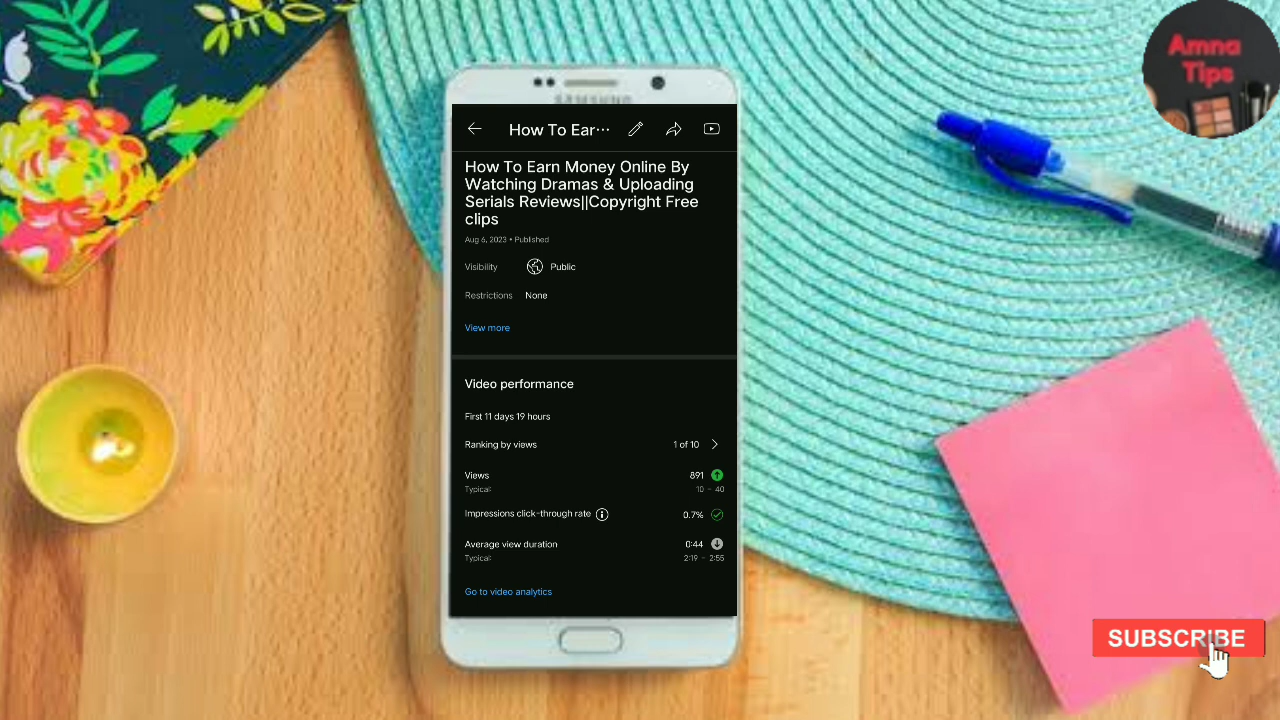 Amna
Tips
SAMSUNG
How To Ear...
How To Earn Money Online By
Watching Dramas & Uploading
Serials Reviews||Copyright Free
clips
Aug 6, 2023 • Published
Visibility Public
Restrictions None
View more
Video performance
First 11 days 19 hours
Ranking by views 1 of 10
Views 891
Typical: 10 – 40
Impressions click-through rate 0.7%
Average view duration 0:44
Typical: 2:19 – 2:55
Go to video analytics
SUBSCRIBE